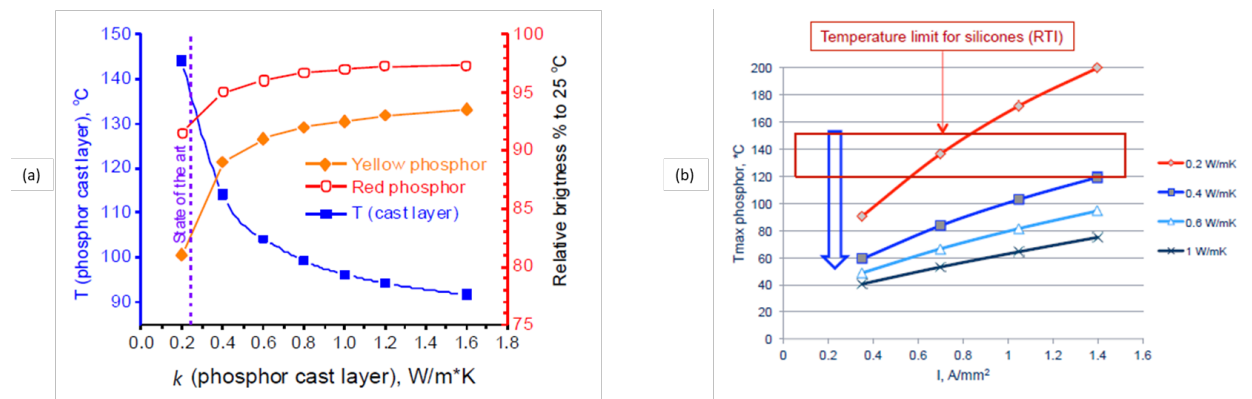 (a)
150
140
130
120
110
100
90
T (phosphor cast layer), °C
100
95
90
85
80
75
Relative brigtness % to 25 °C
State of the art
Yellow phosphor
Red phosphor
T (cast layer)
0.0 0.2 0.4 0.6 0.8 1.0 1.2 1.4 1.6 1.8
k (phosphor cast layer), W/m*K
(b)
Temperature limit for silicones (RTI)
200
180
160
140
120
100
80
60
40
20
0
Tmax phosphor, °C
0.2 W/mK
0.4 W/mK
0.6 W/mK
1 W/mK
0 0.2 0.4 0.6 0.8 1 1.2 1.4 1.6
I, A/mm²